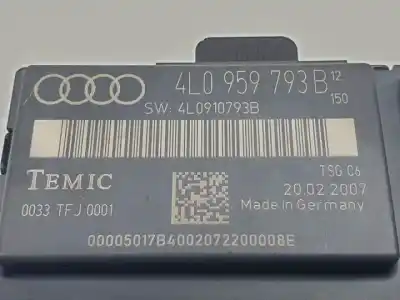 4L0 959 793 B 12
150
SW: 4L0910793B
TEMIC
TSG C6
20.02.2007
0033 TFJ 0001
Made in Germany
00005017B4002072200008E